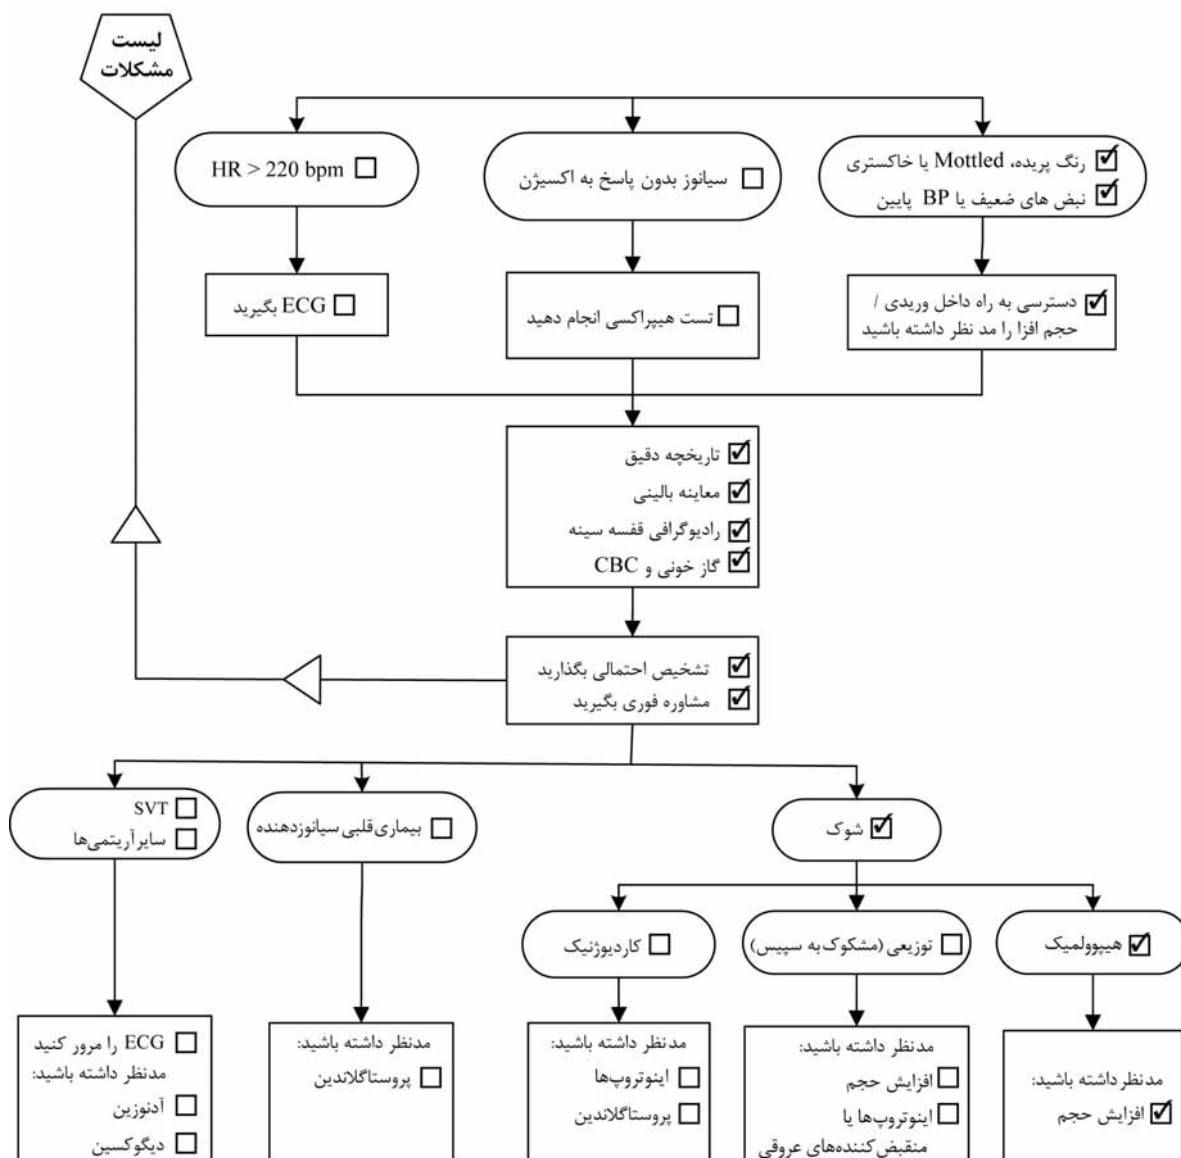 لیست
مشکلات
رنگ پریده، Mottled یا خاکستری
نبض های ضعیف یا BP پایین
سیانوز بدون پاسخ به اکسیژن
HR > 220 bpm
دسترسی به راه داخل وریدی /
حجم افزا را مد نظر داشته باشید
تست هیپراکسی انجام دهید
ECG بگیرید
تاریخچه دقیق
معاینه بالینی
رادیوگرافی قفسه سینه
گاز خونی و CBC
تشخیص احتمالی بگذارید
مشاوره فوری بگیرید
شوک
بیماری قلبی سیانوزدهنده
SVT
سایر آریتمی‌ها
هیپوولمیک
توزیعی (مشکوک به سپیس)
کاردیوژنیک
مدنظر داشته باشید:
افزایش حجم
مدنظر داشته باشید:
افزایش حجم
اینوتروپ‌ها یا
منقبض‌کننده‌های عروقی
مدنظر داشته باشید:
اینوتروپ‌ها
پروستاگلاندین
مدنظر داشته باشید:
پروستاگلاندین
ECG را مرور کنید
مدنظر داشته باشید:
آدنوزین
دیگوکسین